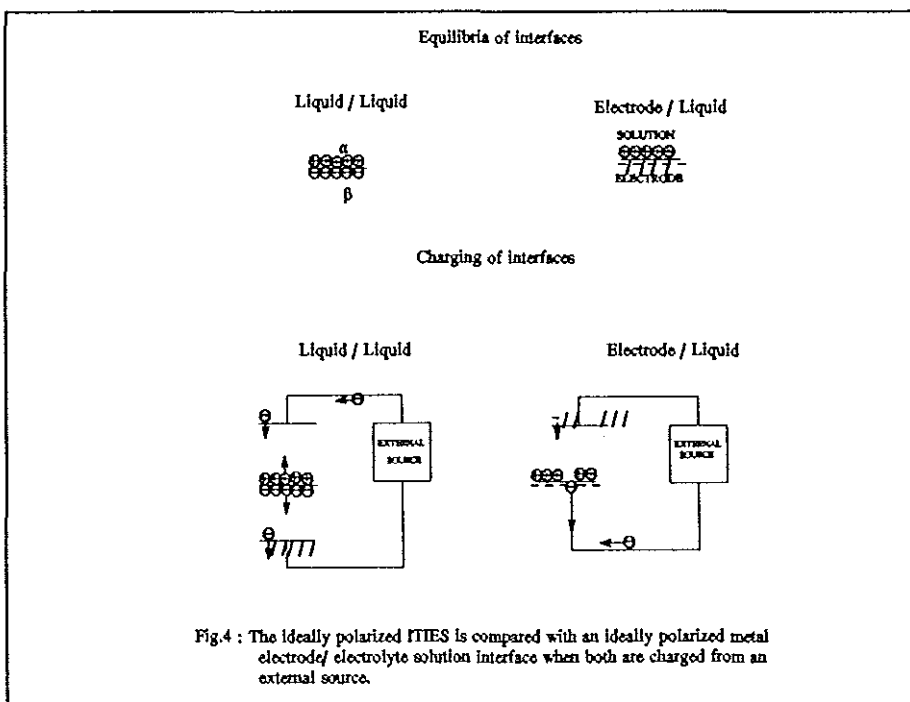 Equilibria of interfaces
Liquid / Liquid
Electrode / Liquid
SOLUTION
α
β
ELECTRODE
Charging of interfaces
Liquid / Liquid
Electrode / Liquid
EXTERNAL
SOURCE
EXTERNAL
SOURCE
Fig.4 : The ideally polarized ITIES is compared with an ideally polarized metal
electrode/ electrolyte solution interface when both are charged from an
external source.